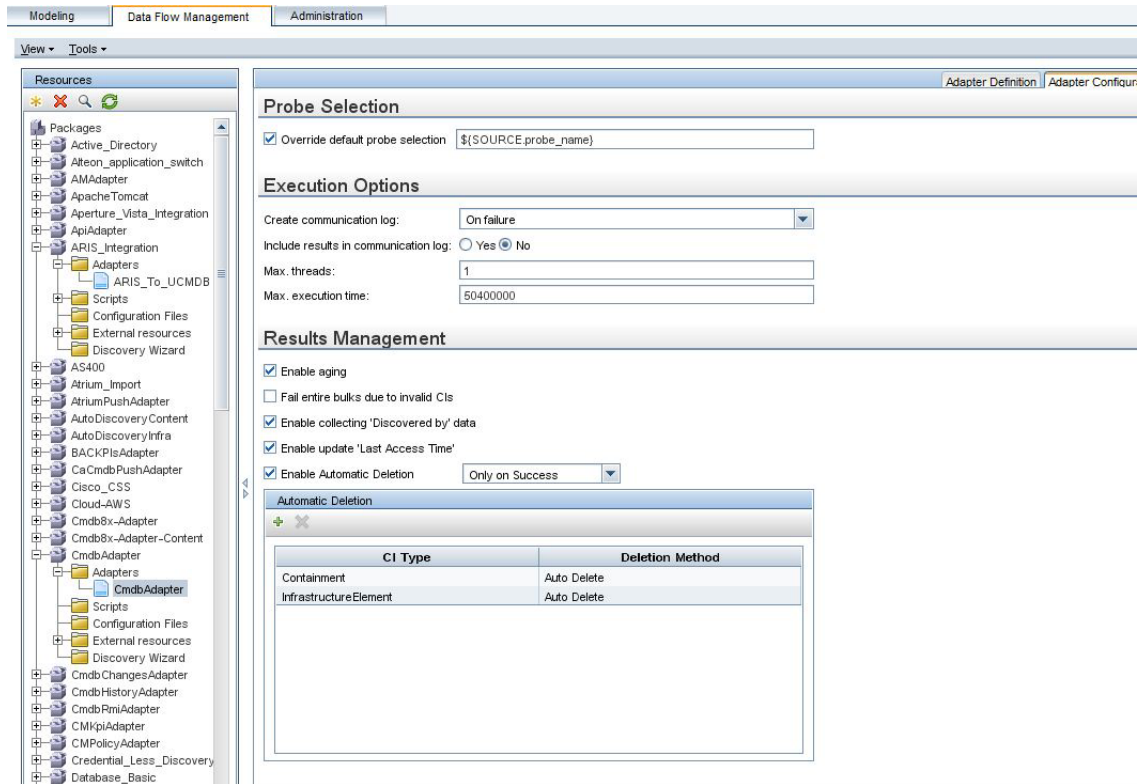 Modeling
Data Flow Management
Administration
View
Tools
Resources
Packages
Active_Directory
Alteon_application_switch
AMAdapter
ApacheTomcat
Aperture_Vista_Integration
ApiAdapter
ARIS_Integration
Adapters
ARIS_To_UCMDB
Scripts
Configuration Files
External resources
Discovery Wizard
AS400
Atrium_Import
AtriumPushAdapter
AutoDiscoveryContent
AutoDiscoveryInfra
BACKPIsAdapter
CaCmdbPushAdapter
Cisco_CSS
Cloud-AWS
Cmdb8x-Adapter
Cmdb8x-Adapter-Content
CmdbAdapter
Adapters
CmdbAdapter
Scripts
Configuration Files
External resources
Discovery Wizard
CmdbChangesAdapter
CmdbHistoryAdapter
CmdbRmiAdapter
CMKpiAdapter
CMPolicyAdapter
Credential_Less_Discovery
Database_Basic
Adapter Definition
Adapter Configura
Probe Selection
Override default probe selection ${SOURCE.probe_name}
Execution Options
Create communication log: On failure
Include results in communication log: Yes No
Max. threads: 1
Max. execution time: 50400000
Results Management
Enable aging
Fail entire bulks due to invalid CIs
Enable collecting 'Discovered by' data
Enable update 'Last Access Time'
Enable Automatic Deletion Only on Success
Automatic Deletion
CI Type Deletion Method
Containment Auto Delete
InfrastructureElement Auto Delete